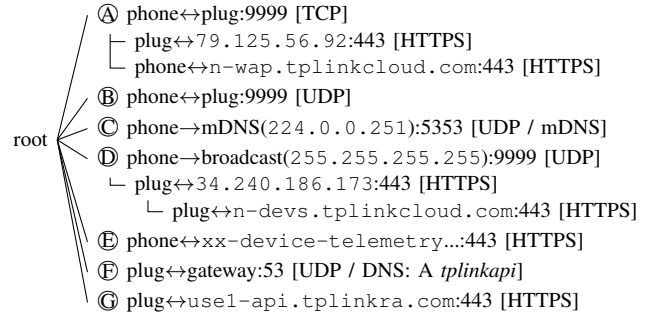 Ⓐ phone↔plug:9999 [TCP]
plug↔79.125.56.92:443 [HTTPS]
phone↔n-wap.tplinkcloud.com:443 [HTTPS]
Ⓑ phone↔plug:9999 [UDP]
root
Ⓒ phone→mDNS(224.0.0.251):5353 [UDP / mDNS]
Ⓓ phone→broadcast(255.255.255.255):9999 [UDP]
plug↔34.240.186.173:443 [HTTPS]
plug↔n-devs.tplinkcloud.com:443 [HTTPS]
Ⓔ phone↔xx-device-telemetry...:443 [HTTPS]
Ⓕ plug↔gateway:53 [UDP / DNS: A tplinkapi]
Ⓖ plug↔use1-api.tplinkra.com:443 [HTTPS]